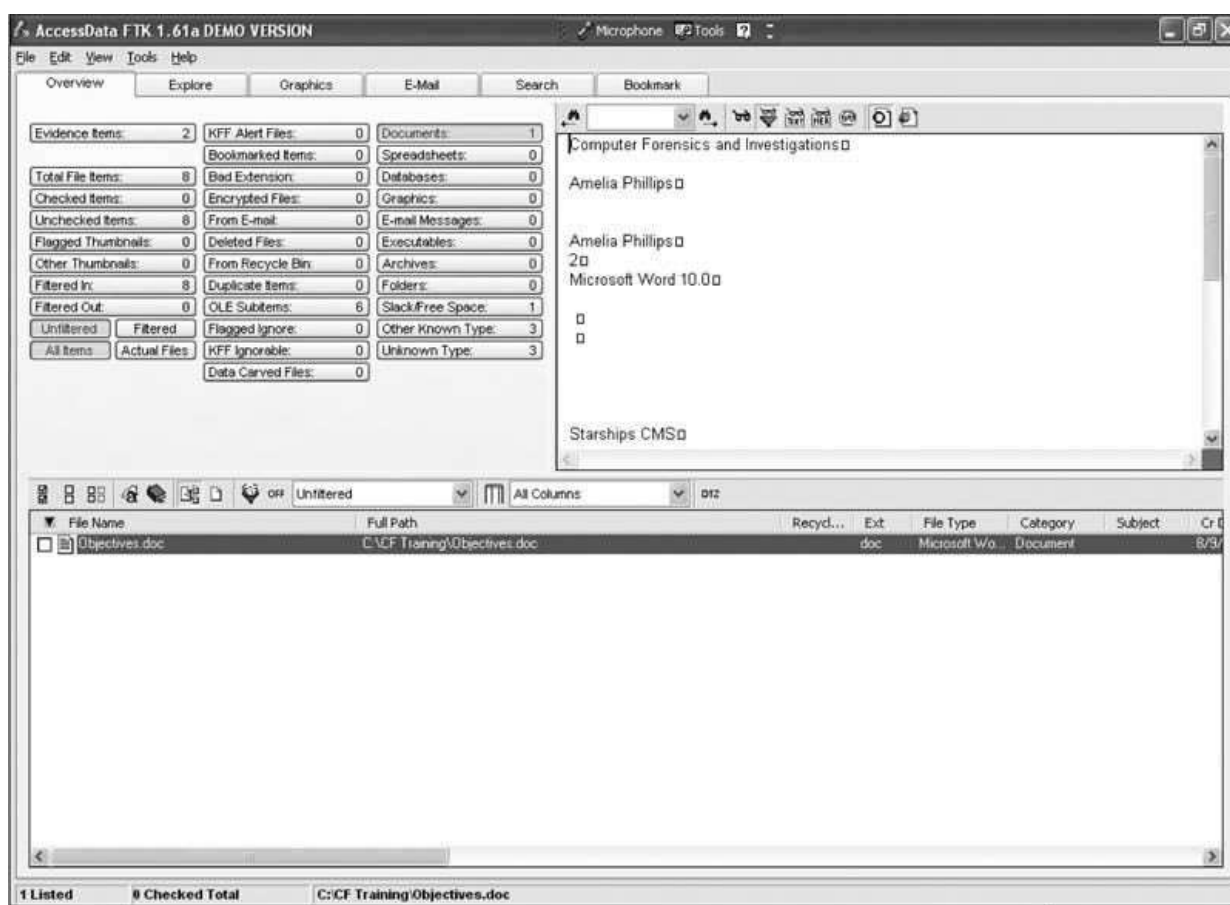 AccessData FTK 1.61a DEMO VERSION
Microphone Tools
File Edit View Tools Help
Overview Explore Graphics E-Mail Search Bookmark
Evidence Items: 2 KFF Alert Files: 0 Documents: 1
Bookmarked Items: 0 Spreadsheets: 0
Total File Items: 8 Bad Extension: 0 Databases: 0
Checked Items: 0 Encrypted Files: 0 Graphics: 0
Unchecked Items: 8 From E-mail: 0 E-mail Messages: 0
Flagged Thumbnails: 0 Deleted Files: 0 Executables: 0
Other Thumbnails: 0 From Recycle Bin: 0 Archives: 0
Filtered In: 8 Duplicate Items: 0 Folders: 0
Filtered Out: 0 OLE Subitems: 6 Slack/Free Space: 1
Unfiltered Filtered Flagged Ignore: 0 Other Known Type: 3
All Items Actual Files KFF Ignorable: 0 Unknown Type: 3
Data Carved Files: 0
Computer Forensics and Investigations
Amelia Phillips
Amelia Phillips
2
Microsoft Word 10.0
Starships CMS
OFF Unfiltered All Columns DTZ
File Name Full Path Recycl... Ext File Type Category Subject Cr D
Objectives.doc C:\CF Training\Objectives.doc doc Microsoft Wo... Document 8/9/
1 Listed 0 Checked Total C:\CF Training\Objectives.doc